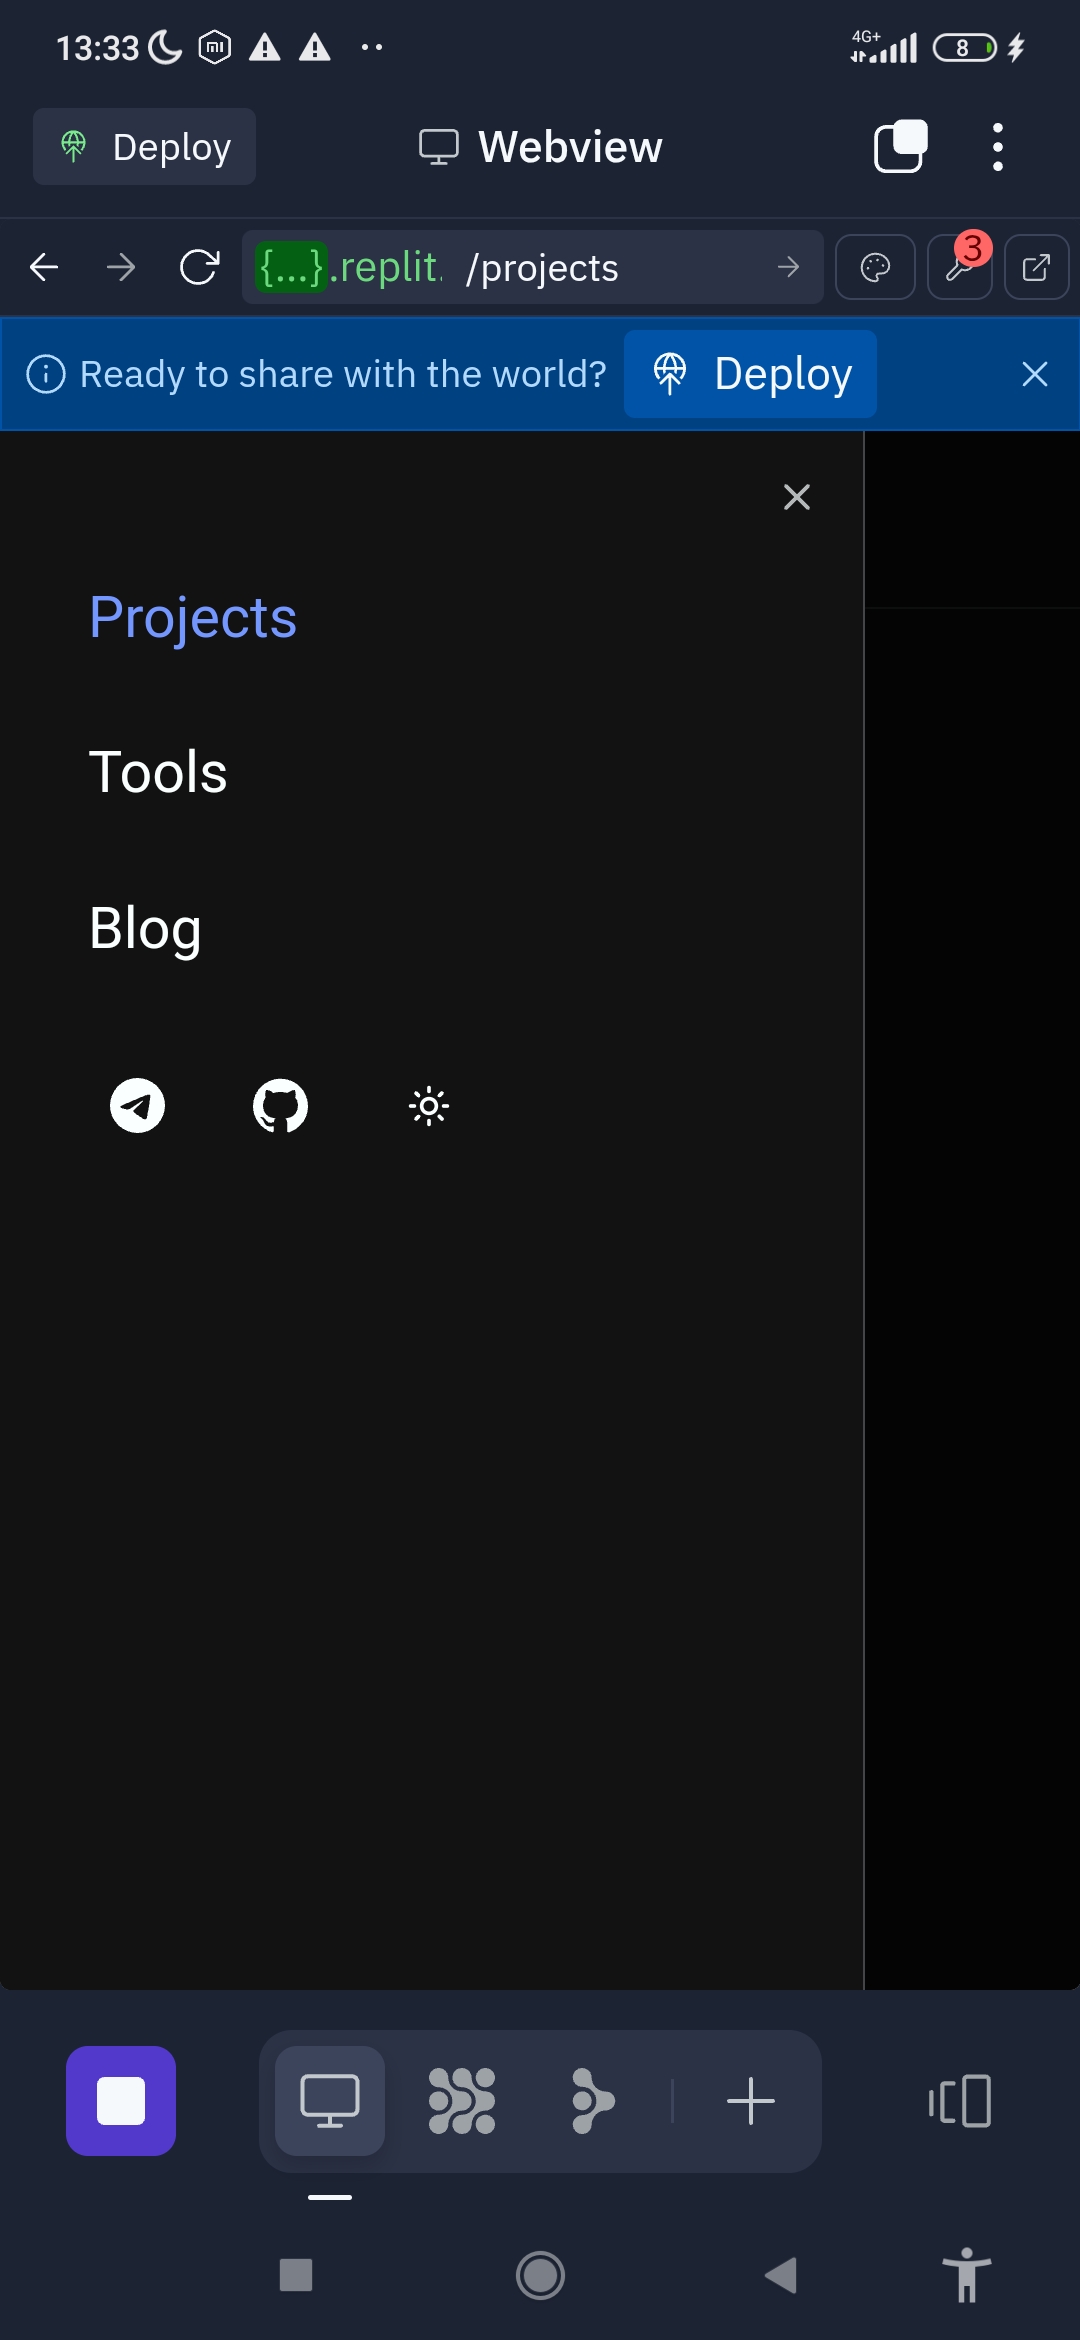 13:33
4G+
8
Deploy
Webview
{...}.replit. /projects
3
Ready to share with the world?
Deploy
Projects
Tools
Blog